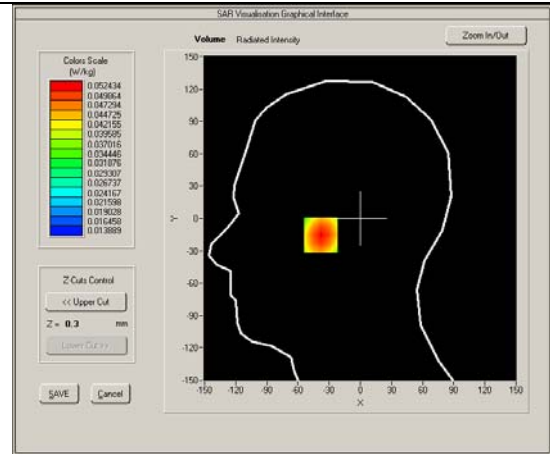 SAR Visualisation Graphical Interface
Volume Radiated Intensity
Zoom In/Out
Colors Scale
(W/kg)
0.052434
0.049864
0.047294
0.044725
0.042155
0.039585
0.037016
0.034446
0.031876
0.029307
0.026737
0.024167
0.021598
0.019028
0.016458
0.013889
Z-Cuts Control
<< Upper Cut
Z = 0.3 mm
Lower Cut >>
SAVE
Cancel
150
120
90
60
30
0
-30
-60
-90
-120
-150
Y
-150 -120 -90 -60 -30 0 30 60 90 120 150
X